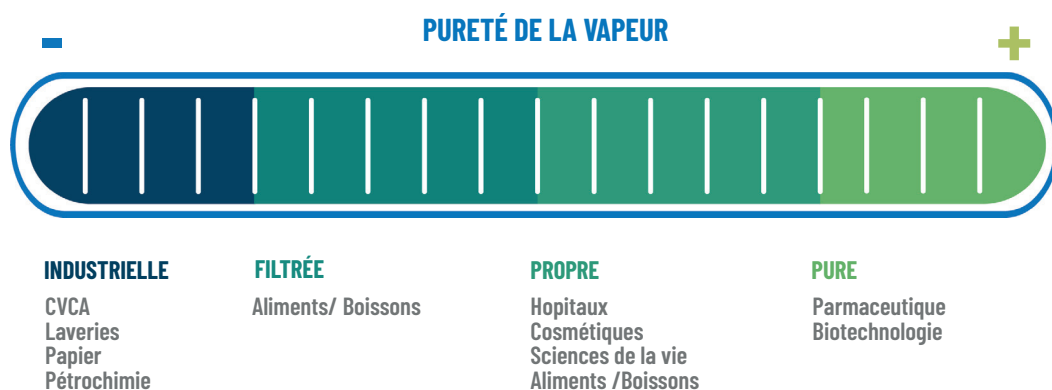 PURETÉ DE LA VAPEUR
- +
INDUSTRIELLE
CVCA
Laveries
Papier
Pétrochimie
FILTRÉE
Aliments/ Boissons
PROPRE
Hopitaux
Cosmétiques
Sciences de la vie
Aliments /Boissons
PURE
Parmaceutique
Biotechnologie